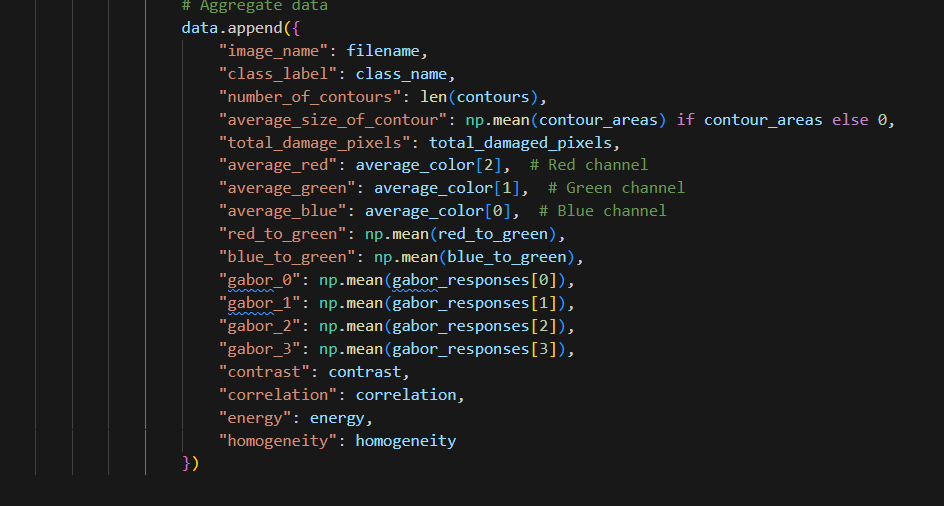 # Aggregate data
data.append({
"image_name": filename,
"class_label": class_name,
"number_of_contours": len(contours),
"average_size_of_contour": np.mean(contour_areas) if contour_areas else 0,
"total_damage_pixels": total_damaged_pixels,
"average_red": average_color[2],  # Red channel
"average_green": average_color[1],  # Green channel
"average_blue": average_color[0],  # Blue channel
"red_to_green": np.mean(red_to_green),
"blue_to_green": np.mean(blue_to_green),
"gabor_0": np.mean(gabor_responses[0]),
"gabor_1": np.mean(gabor_responses[1]),
"gabor_2": np.mean(gabor_responses[2]),
"gabor_3": np.mean(gabor_responses[3]),
"contrast": contrast,
"correlation": correlation,
"energy": energy,
"homogeneity": homogeneity
})